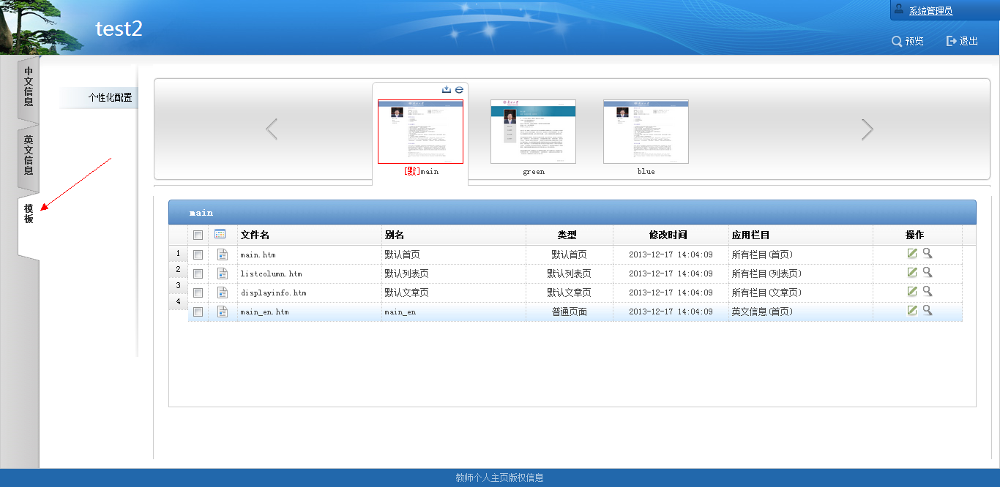 系统管理员
test2
预览 退出
中文信息
英文信息
模板
个性化配置
[默]main
green
blue
main
文件名 别名 类型 修改时间 应用栏目 操作
1 main.htm 默认首页 默认首页 2013-12-17 14:04:09 所有栏目(首页)
2 listcolumn.htm 默认列表页 默认列表页 2013-12-17 14:04:09 所有栏目(列表页)
3 displayinfo.htm 默认文章页 默认文章页 2013-12-17 14:04:09 所有栏目(文章页)
4 main_en.htm main_en 普通页面 2013-12-17 14:04:09 英文信息(首页)
教师个人主页版权信息